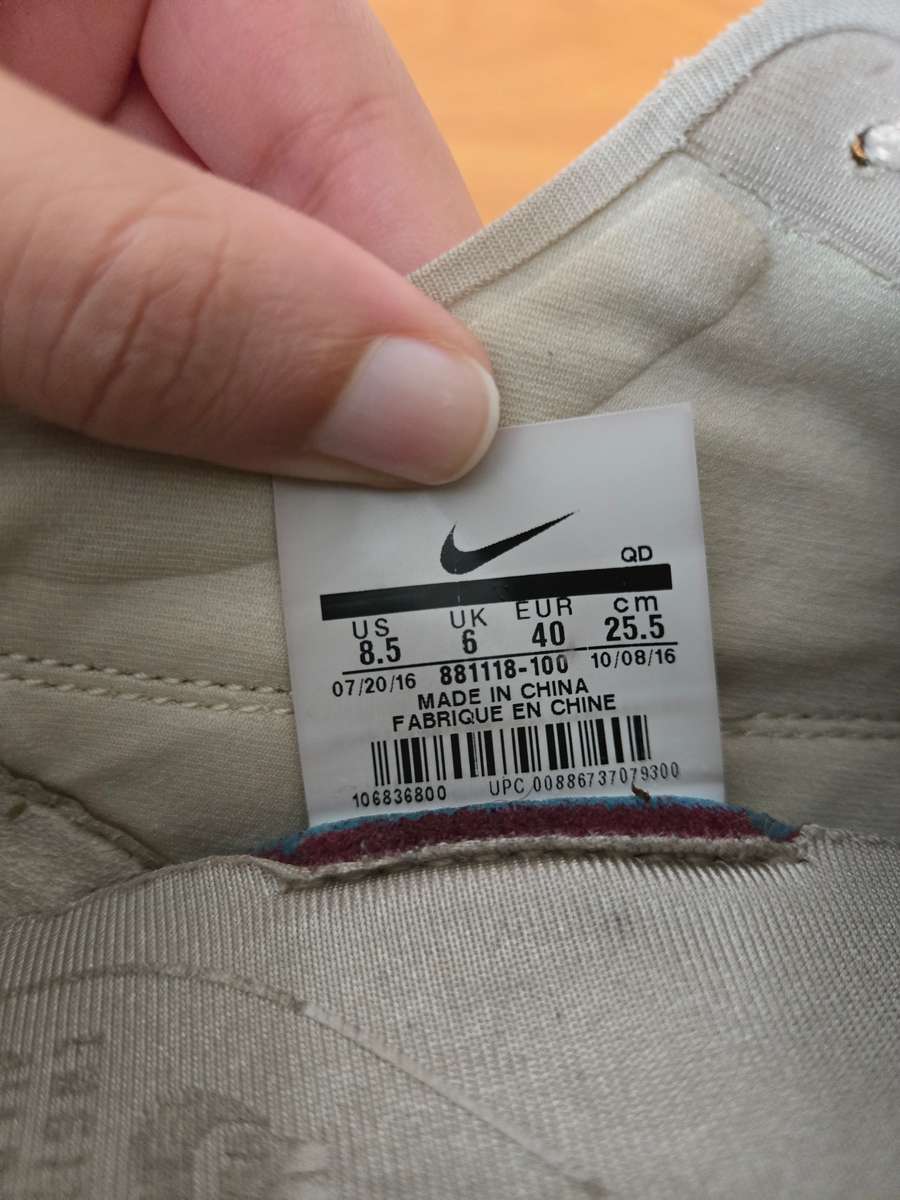 QD
US UK EUR cm
8.5 6 40 25.5
07/20/16 881118-100 10/08/16
MADE IN CHINA
FABRIQUE EN CHINE
106836800 UPC 00886737079300